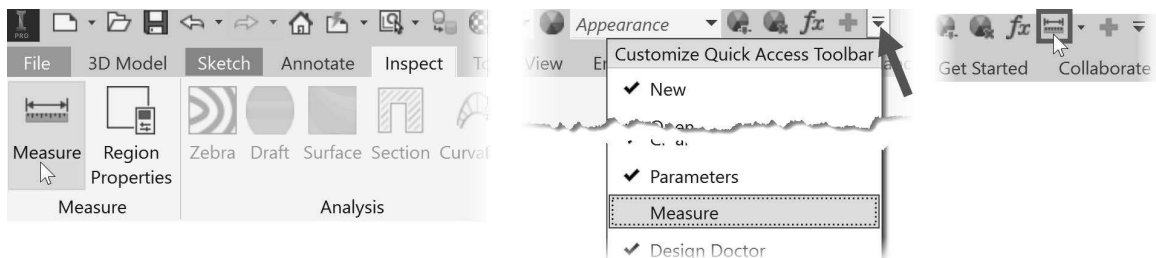 PRO
File 3D Model Sketch Annotate Inspect
Measure Region Properties Zebra Draft Surface Section
Measure Analysis
Appearance fx
Customize Quick Access Toolbar
View
New
Parameters
Measure
Design Doctor
fx
Get Started Collaborate